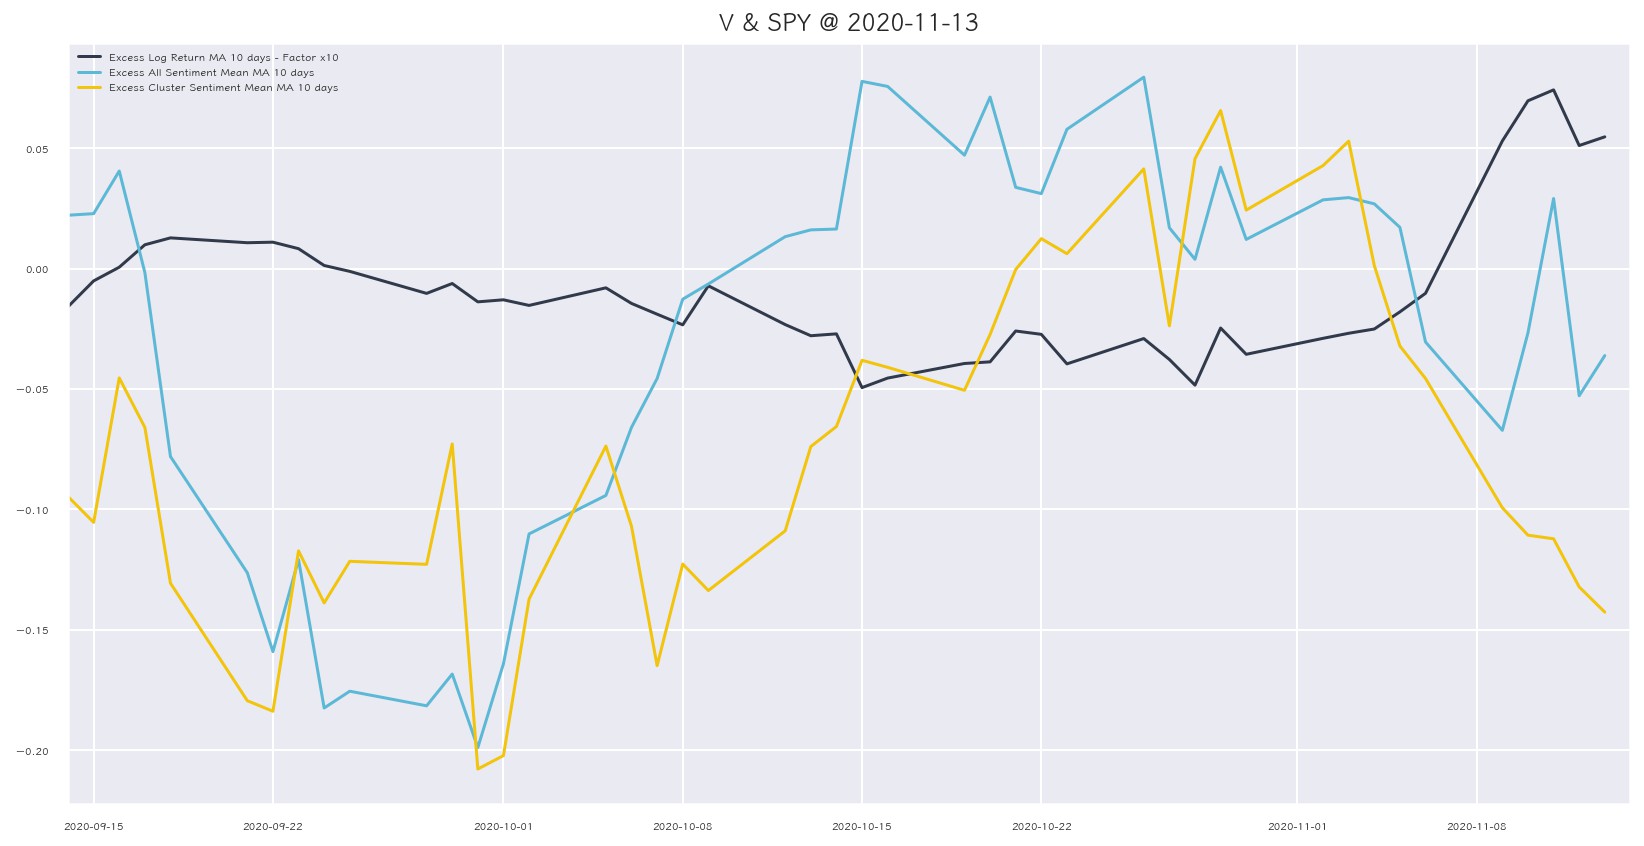 V & SPY @ 2020-11-13
Excess Log Return MA 10 days - Factor x10
Excess All Sentiment Mean MA 10 days
Excess Cluster Sentiment Mean MA 10 days
0.05
0.00
−0.05
−0.10
−0.15
−0.20
2020-09-15 2020-09-22 2020-10-01 2020-10-08 2020-10-15 2020-10-22 2020-11-01 2020-11-08